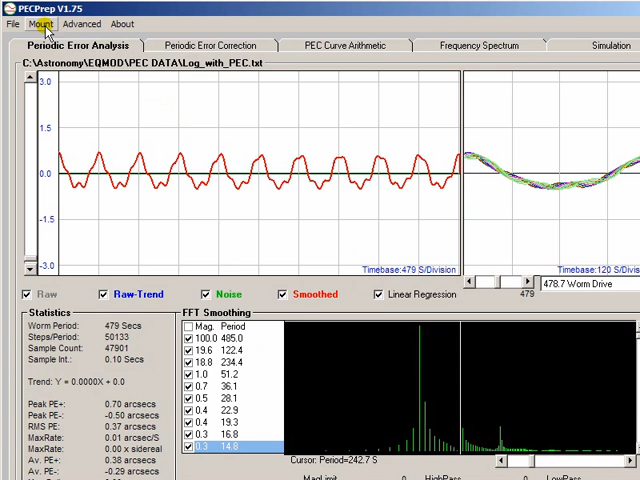 PECPrep V1.75
File Mount Advanced About
Periodic Error Analysis Periodic Error Correction PEC Curve Arithmetic Frequency Spectrum Simulation
C:\Astronomy\EQMOD\PEC DATA\Log_with_PEC.txt
3.0
1.5
0.0
-1.5
-3.0
Timebase:479 S/Division Timebase:120 S/Division
479 478.7 Worm Drive
Raw Raw-Trend Noise Smoothed Linear Regression
Statistics
Worm Period: 479 Secs
Steps/Period: 50133
Sample Count: 47901
Sample Int.: 0.10 Secs
Trend: Y = 0.0000X + 0.0
Peak PE+: 0.70 arcsecs
Peak PE-: -0.50 arcsecs
RMS PE: 0.37 arcsecs
MaxRate: 0.01 arcsec/S
MaxRate: 0.00 x sidereal
Av. PE+: 0.38 arcsecs
Av. PE-: -0.29 arcsecs
FFT Smoothing
Mag. Period
100.0 485.0
19.6 122.4
18.8 234.4
1.0 51.2
0.7 36.1
0.5 28.1
0.4 22.9
0.4 19.3
0.3 16.8
0.3 14.8
Cursor: Period=242.7 S
Magnitude